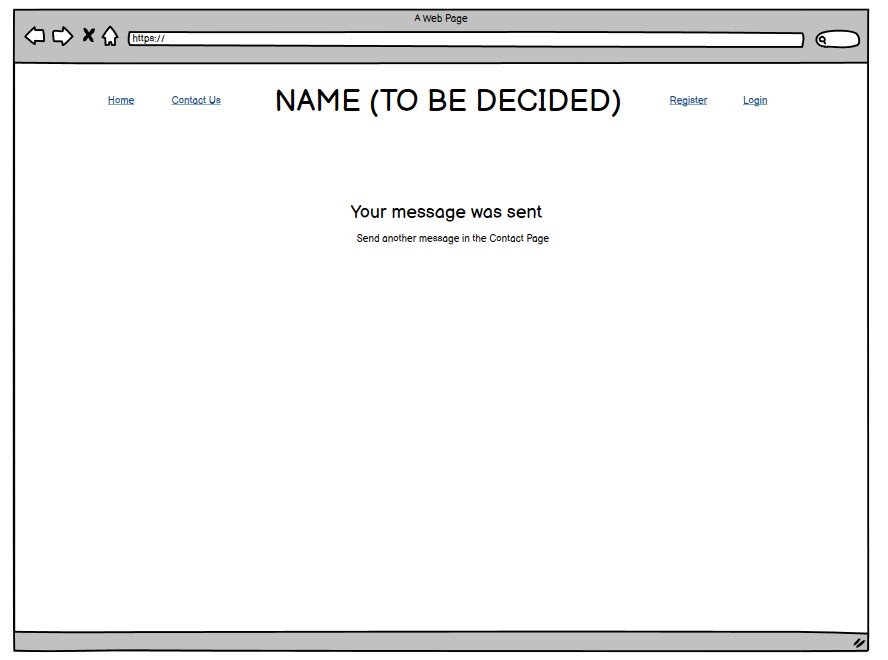 A Web Page
https://
Home Contact Us NAME (TO BE DECIDED) Register Login
Your message was sent
Send another message in the Contact Page